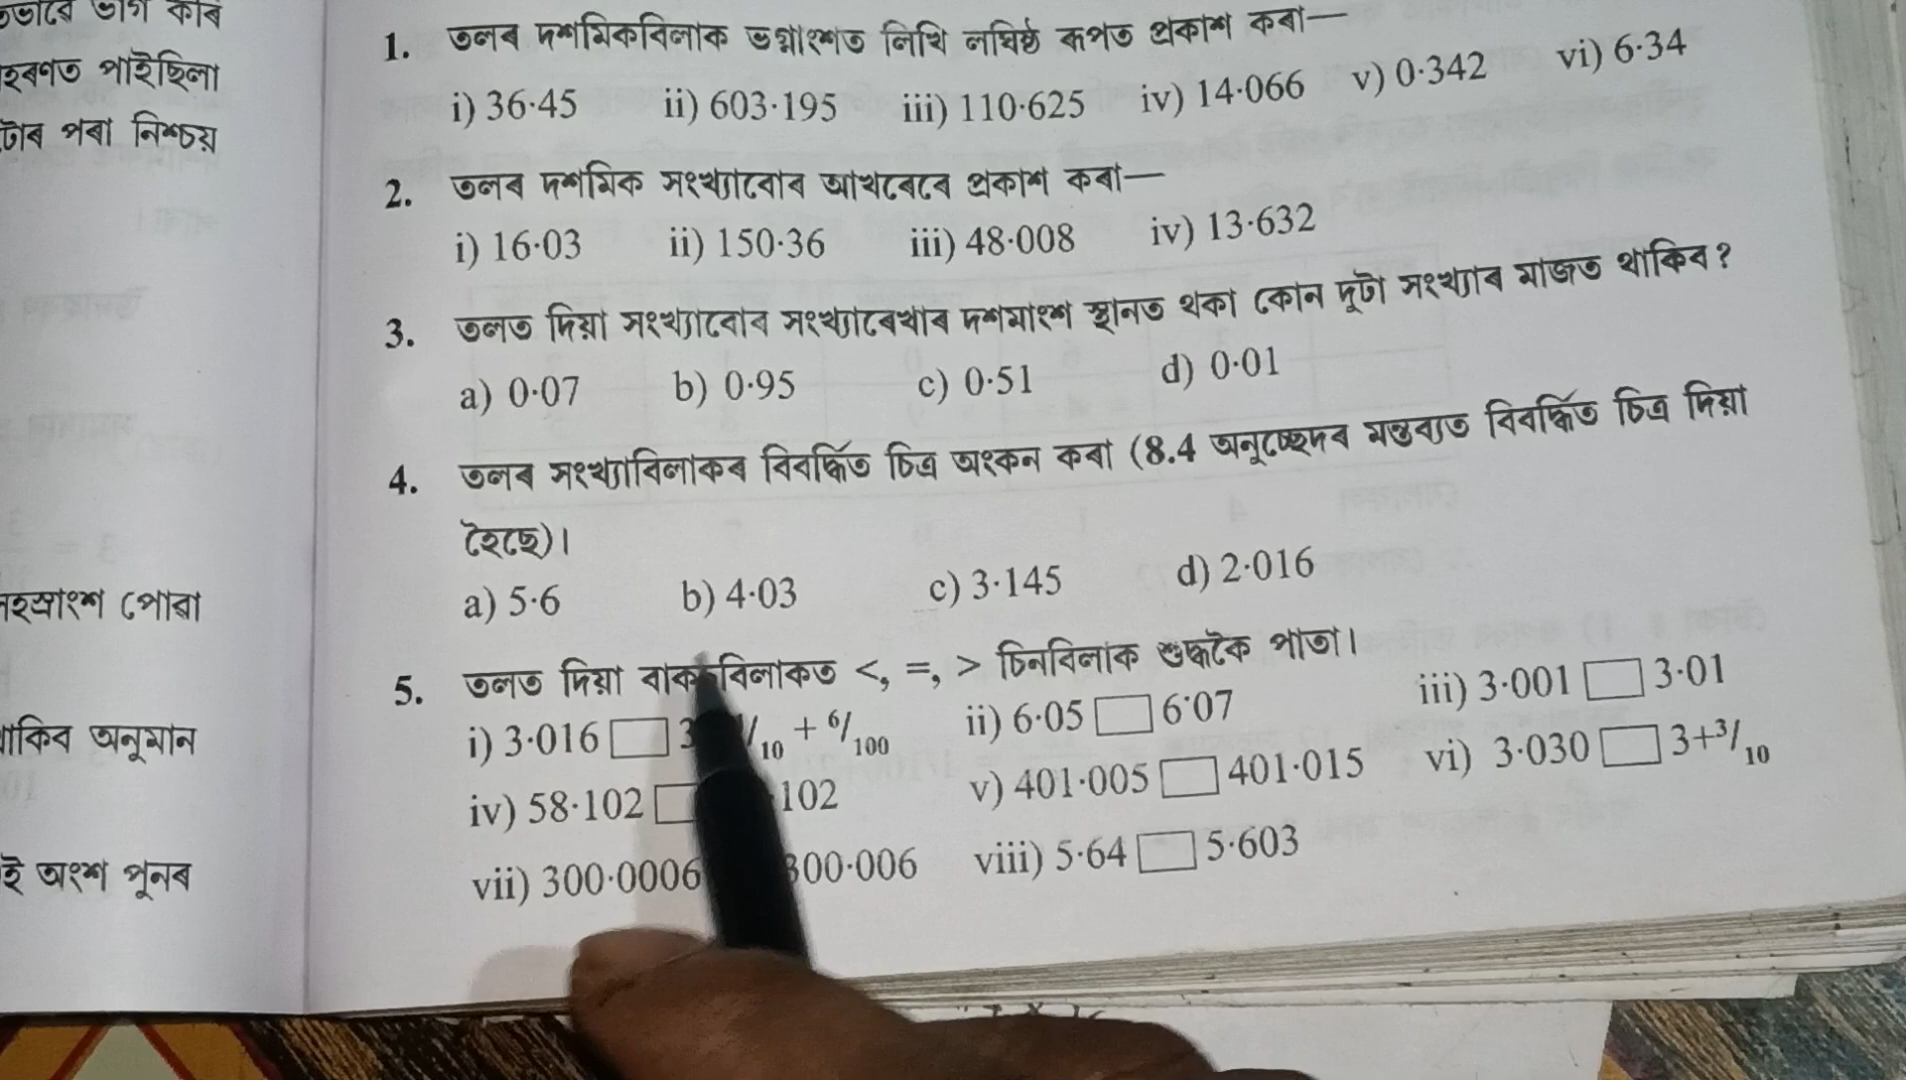 ভাগ কৰি
পাইছিলা
পৰা নিশ্চয়
সহস্ৰাংশ পোৱা
থাকিব অনুমান
অংশ পূনৰ
1. তলৰ দশমিকবিলাক ভগ্নাংশত লিখি লঘিষ্ঠ ৰূপত প্ৰকাশ কৰা—
i) 36·45 ii) 603·195 iii) 110·625 iv) 14·066 v) 0·342 vi) 6·34
2. তলৰ দশমিক সংখ্যাবোৰ আখৰেৰে প্ৰকাশ কৰা—
i) 16·03 ii) 150·36 iii) 48·008 iv) 13·632
3. তলত দিয়া সংখ্যাবোৰ সংখ্যাৰেখাৰ দশমাংশ স্থানত থকা কোন দুটা সংখ্যাৰ মাজত থাকিব?
a) 0·07 b) 0·95 c) 0·51 d) 0·01
4. তলৰ সংখ্যাবিলাকৰ বিবৰ্দ্ধিত চিত্ৰ অংকন কৰা (8.4 অনুচ্ছেদৰ মন্তব্যত বিবৰ্দ্ধিত চিত্ৰ দিয়া
হৈছে)।
a) 5·6 b) 4·03 c) 3·145 d) 2·016
5. তলত দিয়া <, =, > চিনবিলাক শুদ্ধকৈ পাতা।
i) 3·016 □ /10 + 6/100 ii) 6·05 □ 6·07 iii) 3·001 □ 3·01
iv) 58·102 □ 102 v) 401·005 □ 401·015 vi) 3·030 □ 3+3/10
vii) 300·0006 300·006 viii) 5·64 □ 5·603